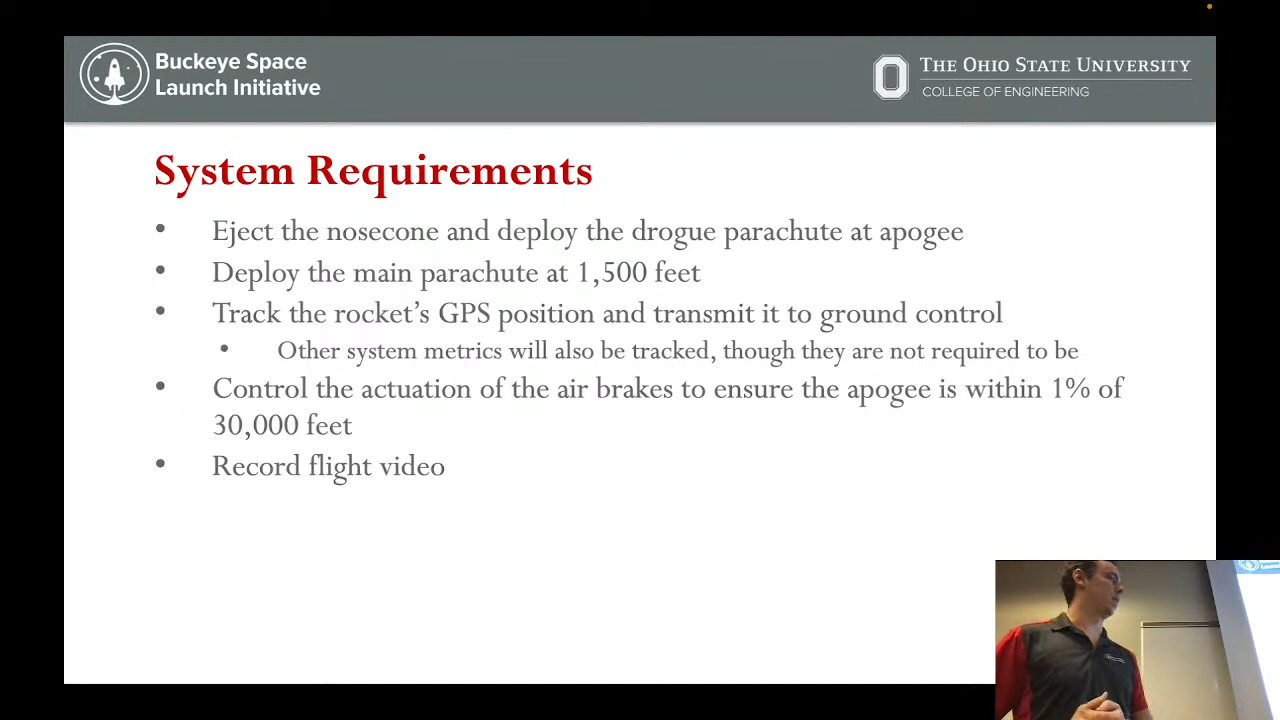 Buckeye Space
Launch Initiative
THE OHIO STATE UNIVERSITY
COLLEGE OF ENGINEERING
System Requirements
• Eject the nosecone and deploy the drogue parachute at apogee
• Deploy the main parachute at 1,500 feet
• Track the rocket’s GPS position and transmit it to ground control
• Other system metrics will also be tracked, though they are not required to be
• Control the actuation of the air brakes to ensure the apogee is within 1% of
30,000 feet
• Record flight video